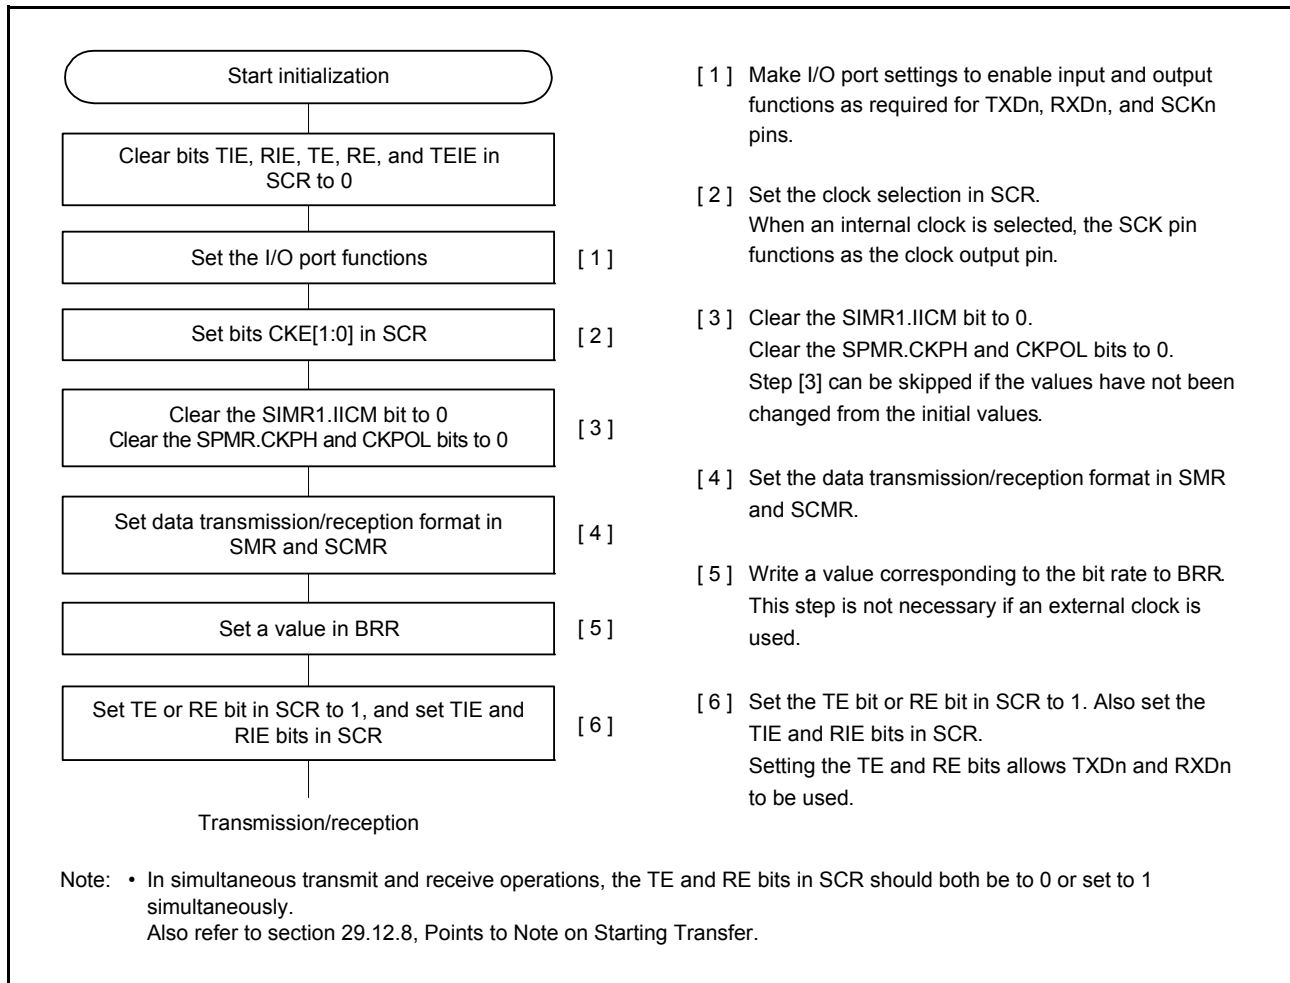 Start initialization
Clear bits TIE, RIE, TE, RE, and TEIE in
SCR to 0
Set the I/O port functions
[ 1 ]
Set bits CKE[1:0] in SCR
[ 2 ]
Clear the SIMR1.IICM bit to 0
Clear the SPMR.CKPH and CKPOL bits to 0
[ 3 ]
Set data transmission/reception format in
SMR and SCMR
[ 4 ]
Set a value in BRR
[ 5 ]
Set TE or RE bit in SCR to 1, and set TIE and
RIE bits in SCR
[ 6 ]
Transmission/reception
[ 1 ] Make I/O port settings to enable input and output
functions as required for TXDn, RXDn, and SCKn
pins.
[ 2 ] Set the clock selection in SCR.
When an internal clock is selected, the SCK pin
functions as the clock output pin.
[ 3 ] Clear the SIMR1.IICM bit to 0.
Clear the SPMR.CKPH and CKPOL bits to 0.
Step [3] can be skipped if the values have not been
changed from the initial values.
[ 4 ] Set the data transmission/reception format in SMR
and SCMR.
[ 5 ] Write a value corresponding to the bit rate to BRR.
This step is not necessary if an external clock is
used.
[ 6 ] Set the TE bit or RE bit in SCR to 1. Also set the
TIE and RIE bits in SCR.
Setting the TE and RE bits allows TXDn and RXDn
to be used.
Note: • In simultaneous transmit and receive operations, the TE and RE bits in SCR should both be to 0 or set to 1
simultaneously.
Also refer to section 29.12.8, Points to Note on Starting Transfer.